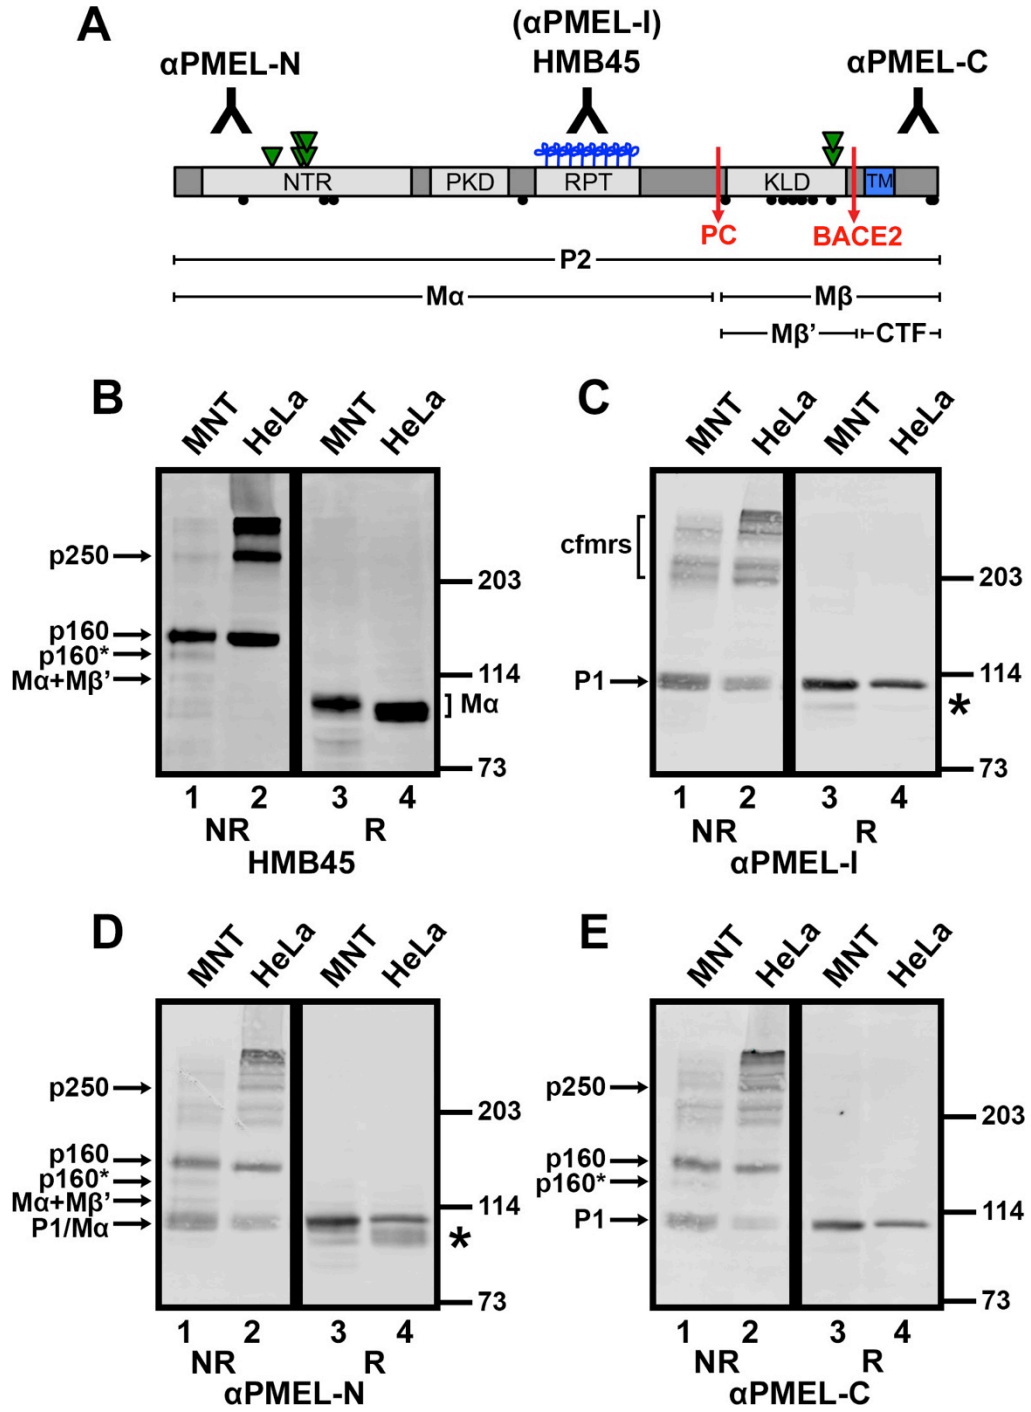 A
(αPMEL-I)
αPMEL-N HMB45 αPMEL-C
NTR PKD RPT KLD TM
PC BACE2
P2
Mα Mβ
Mβ' CTF
B
MNT HeLa MNT HeLa
p250
203
p160
p160*
Mα+Mβ'
114
Mα
73
1 2 3 4
NR R
HMB45
C
MNT HeLa MNT HeLa
cfmrs
203
P1
114
*
73
1 2 3 4
NR R
αPMEL-I
D
MNT HeLa MNT HeLa
p250
203
p160
p160*
Mα+Mβ'
114
P1/Mα
*
73
1 2 3 4
NR R
αPMEL-N
E
MNT HeLa MNT HeLa
p250
203
p160
p160*
P1
114
73
1 2 3 4
NR R
αPMEL-C